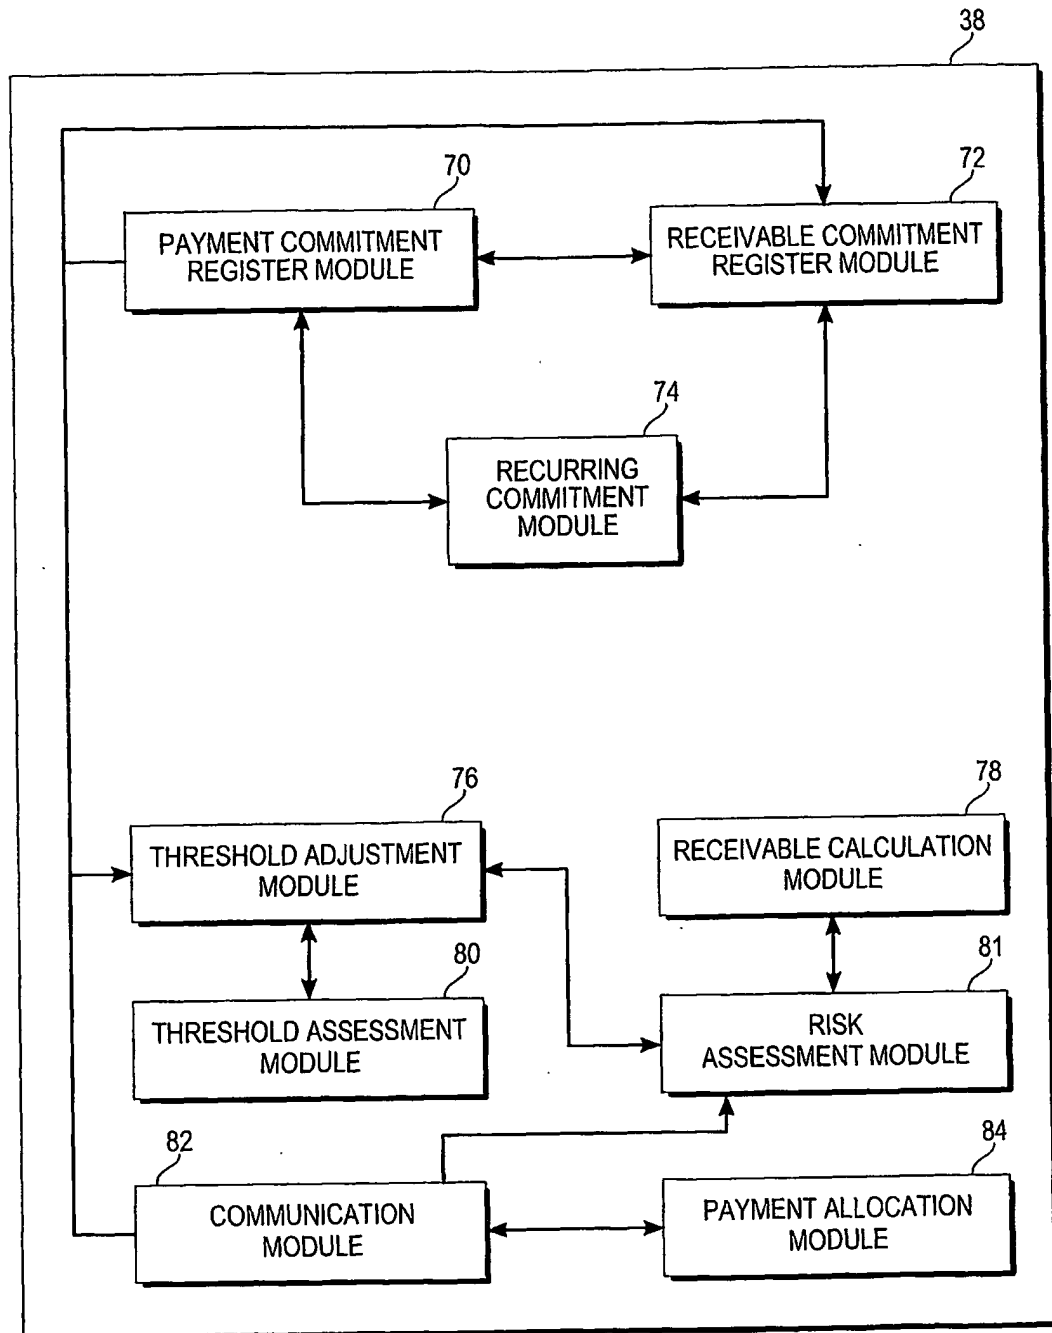 38
70
PAYMENT COMMITMENT
REGISTER MODULE
72
RECEIVABLE COMMITMENT
REGISTER MODULE
74
RECURRING
COMMITMENT
MODULE
76
THRESHOLD ADJUSTMENT
MODULE
78
RECEIVABLE CALCULATION
MODULE
80
THRESHOLD ASSESSMENT
MODULE
81
RISK
ASSESSMENT MODULE
82
COMMUNICATION
MODULE
84
PAYMENT ALLOCATION
MODULE